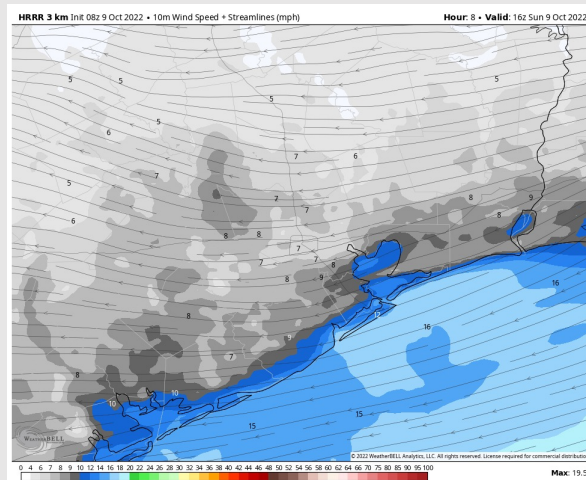 HRRR 3 km Init 08z 9 Oct 2022 • 10m Wind Speed + Streamlines (mph)
Hour: 8 • Valid: 16z Sun 9 Oct 2022
5 5 5 5
5
6 7 6
7
5
7 8 9
7 8
6
8 8
7
7 7 8
8 9
16
8 12
16
9
7
8
10
10 15
15
WEATHERBELL
© 2022 WeatherBELL Analytics, LLC. All rights reserved. License required for commercial distribution
0 4 6 7 8 9 10 12 14 16 18 20 22 24 26 28 30 32 34 36 38 40 42 44 46 48 50 52 54 56 58 60 62 64 66 70 75 80 85 90 95 100
Max: 19.5